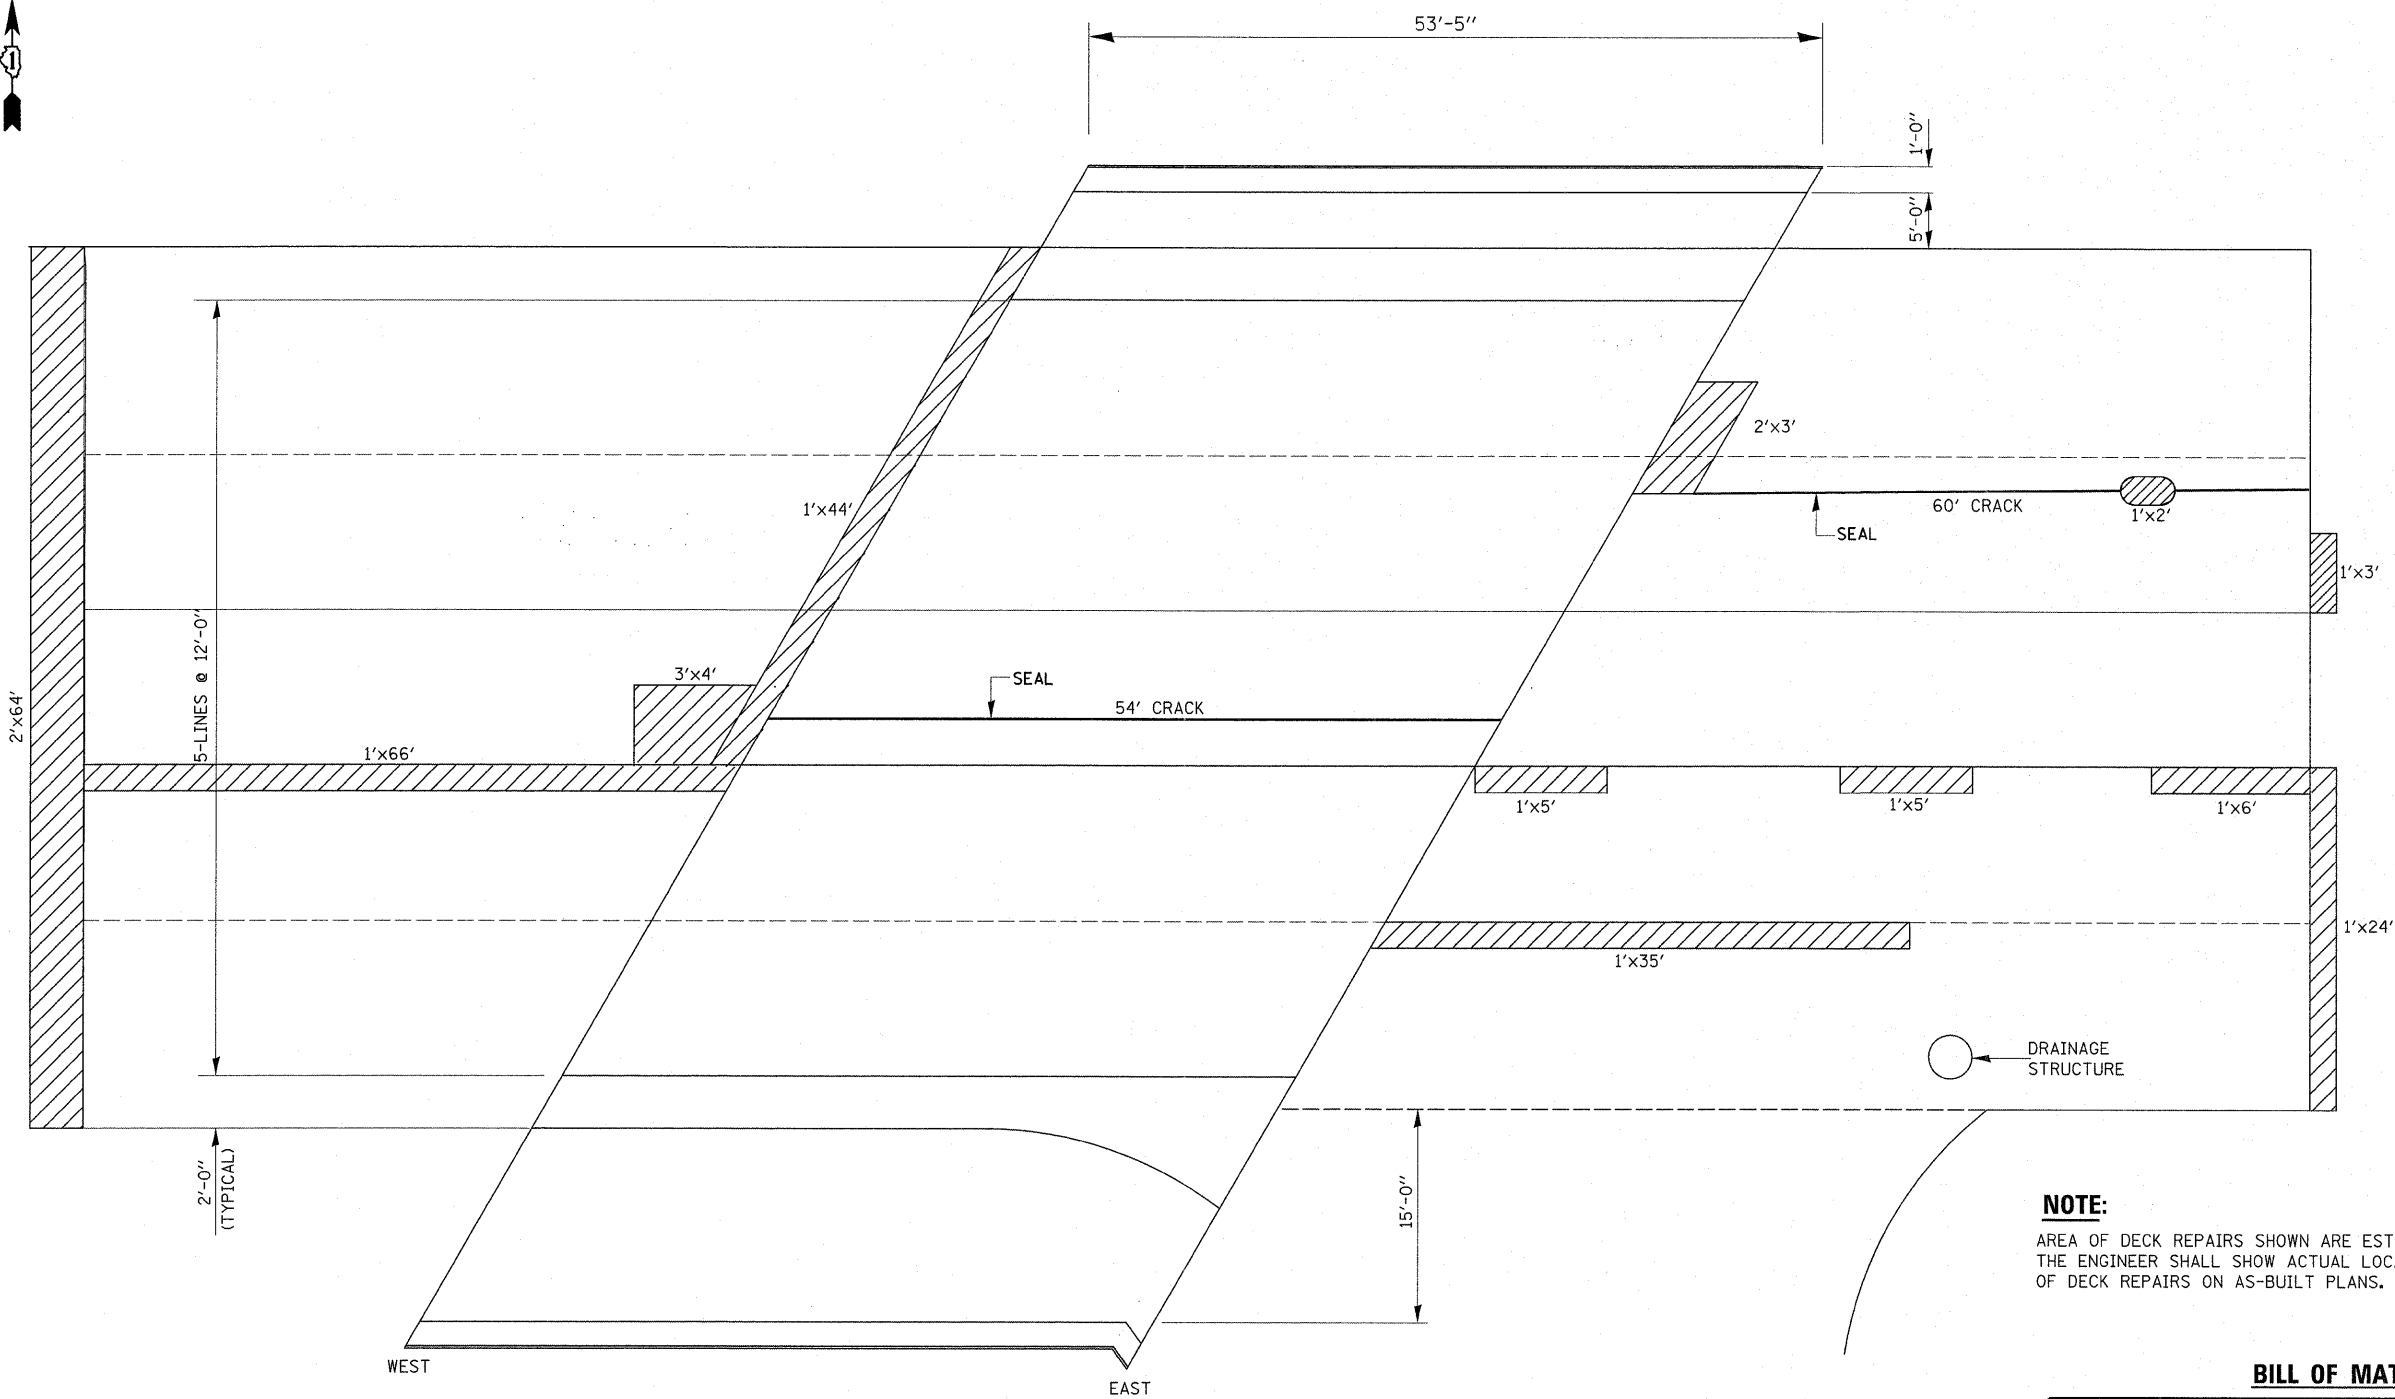 1
53'-5"
1'-0"
5'-0"
2'x3'
1'x44'
60' CRACK
1'x2'
SEAL
1'x3'
5-LINES @ 12'-0"
2'x64'
3'x4'
SEAL
54' CRACK
1'x66'
1'x5'
1'x5'
1'x6'
1'x24'
1'x35'
DRAINAGE
STRUCTURE
2'-0"
(TYPICAL)
15'-0"
NOTE:
AREA OF DECK REPAIRS SHOWN ARE EST
THE ENGINEER SHALL SHOW ACTUAL LOC
OF DECK REPAIRS ON AS-BUILT PLANS.
WEST
EAST
BILL OF MAT